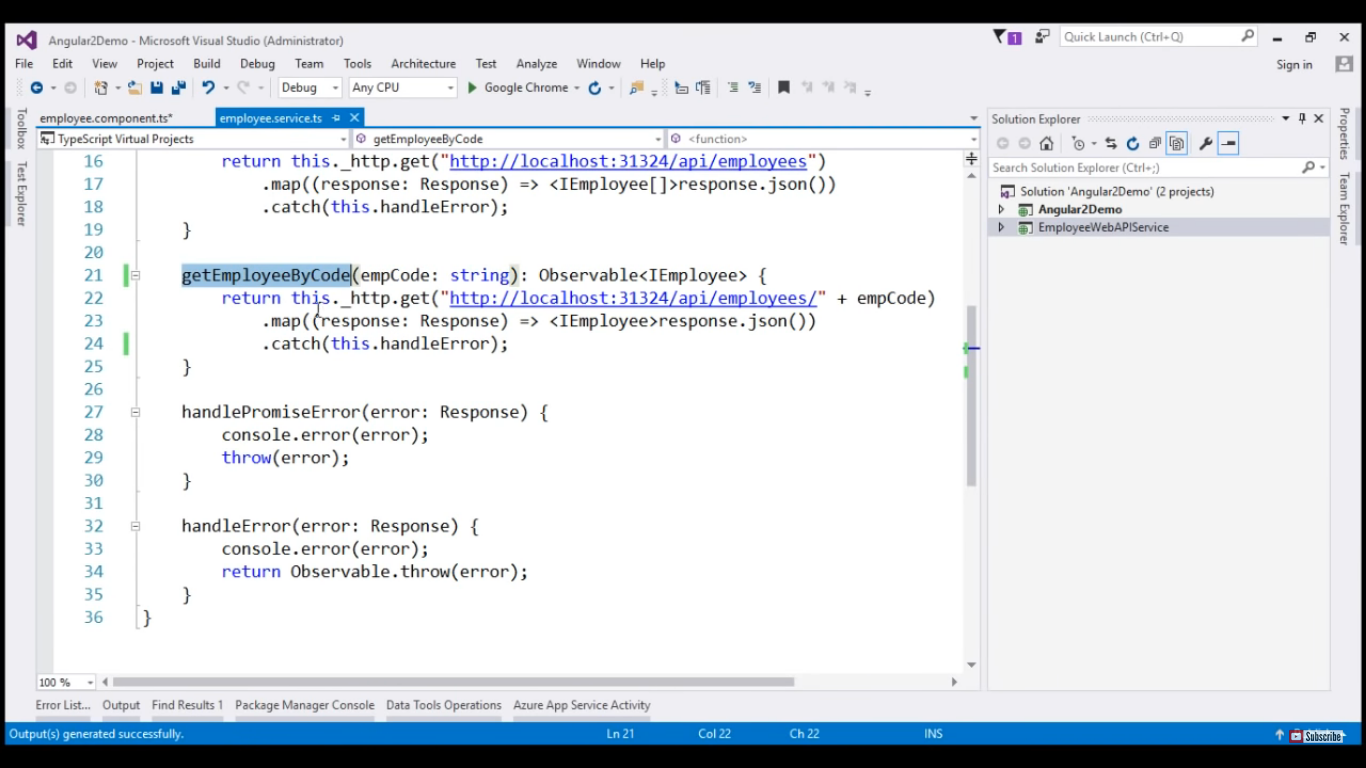 Angular2Demo - Microsoft Visual Studio (Administrator)
1
Quick Launch (Ctrl+Q)
File Edit View Project Build Debug Team Tools Architecture Test Analyze Window Help
Sign in
Debug Any CPU Google Chrome
Toolbox
Test Explorer
employee.component.ts* employee.service.ts
TypeScript Virtual Projects getEmployeeByCode <function>
16 return this._http.get("http://localhost:31324/api/employees")
17 .map((response: Response) => <IEmployee[]>response.json())
18 .catch(this.handleError);
19 }
20
21 getEmployeeByCode(empCode: string): Observable<IEmployee> {
22 return this._http.get("http://localhost:31324/api/employees/" + empCode)
23 .map((response: Response) => <IEmployee>response.json())
24 .catch(this.handleError);
25 }
26
27 handlePromiseError(error: Response) {
28 console.error(error);
29 throw(error);
30 }
31
32 handleError(error: Response) {
33 console.error(error);
34 return Observable.throw(error);
35 }
36 }
100 %
Solution Explorer
Search Solution Explorer (Ctrl+;)
Solution 'Angular2Demo' (2 projects)
Angular2Demo
EmployeeWebAPIService
Properties
Team Explorer
Error List... Output Find Results 1 Package Manager Console Data Tools Operations Azure App Service Activity
Output(s) generated successfully. Ln 21 Col 22 Ch 22 INS
Subscribe